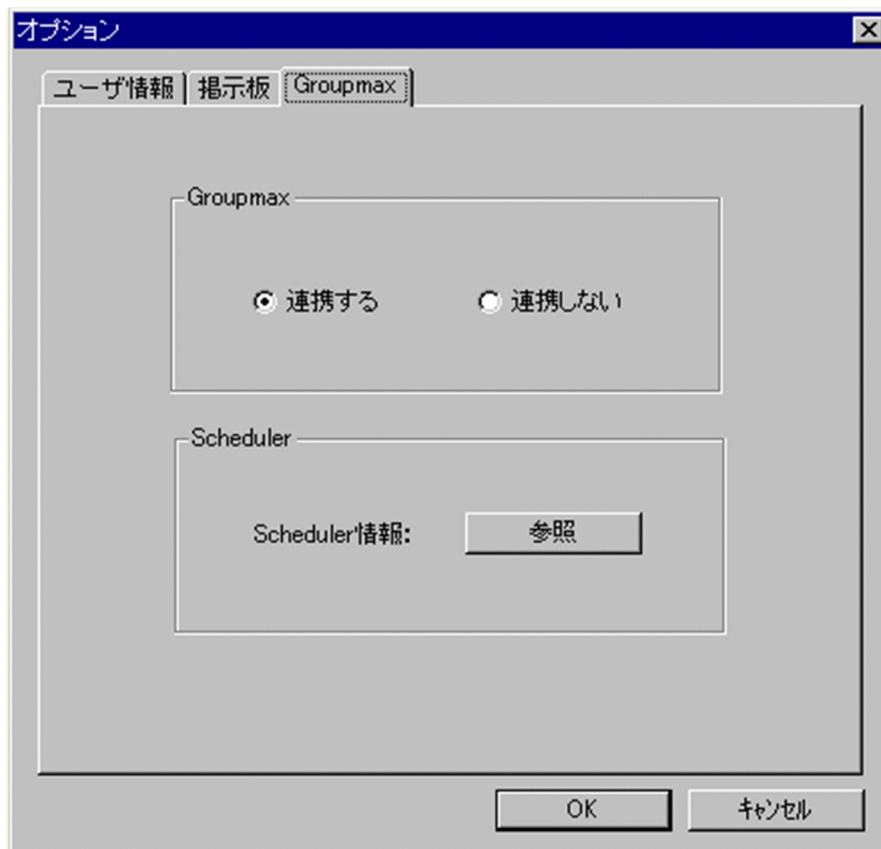 オプション
ユーザ情報 掲示板 Groupmax
Groupmax
連携する 連携しない
Scheduler
Scheduler情報: 参照
OK キャンセル